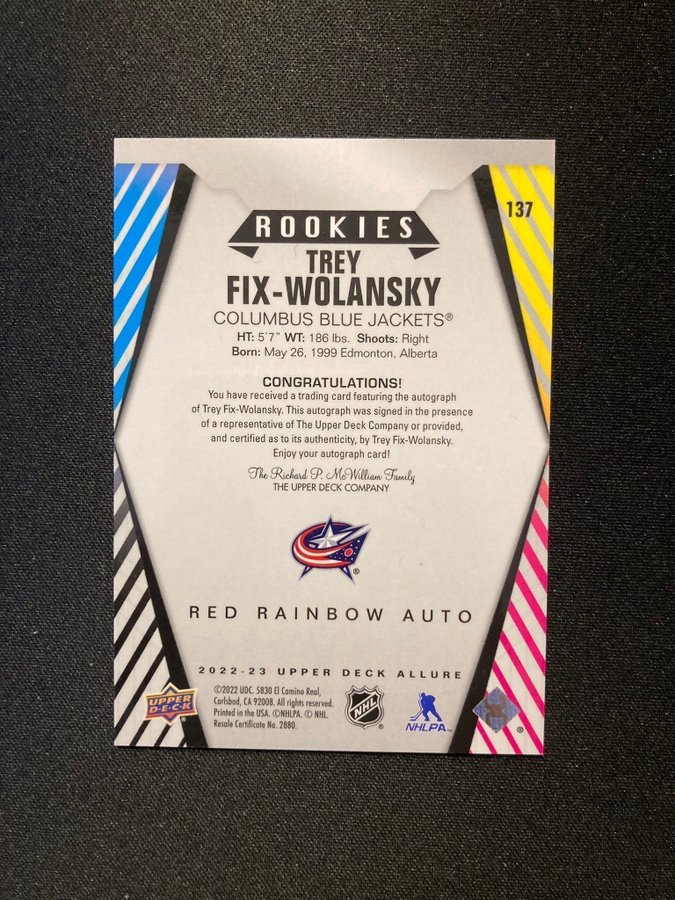 137
ROOKIES
TREY
FIX-WOLANSKY
COLUMBUS BLUE JACKETS®
HT: 5'7" WT: 186 lbs. Shoots: Right
Born: May 26, 1999 Edmonton, Alberta
CONGRATULATIONS!
You have received a trading card featuring the autograph
of Trey Fix-Wolansky. This autograph was signed in the presence
of a representative of The Upper Deck Company or provided,
and certified as to its authenticity, by Trey Fix-Wolansky.
Enjoy your autograph card!
The Richard P. McWilliam Family
THE UPPER DECK COMPANY
®
RED RAINBOW AUTO
2022-23 UPPER DECK ALLURE
©2022 UDC. 5830 El Camino Real,
Carlsbad, CA 92008. All rights reserved.
Printed in the USA. ©NHLPA. © NHL.
Resale Certificate No. 2880.
UPPER
DECK
NHL
®
NHLPA
®